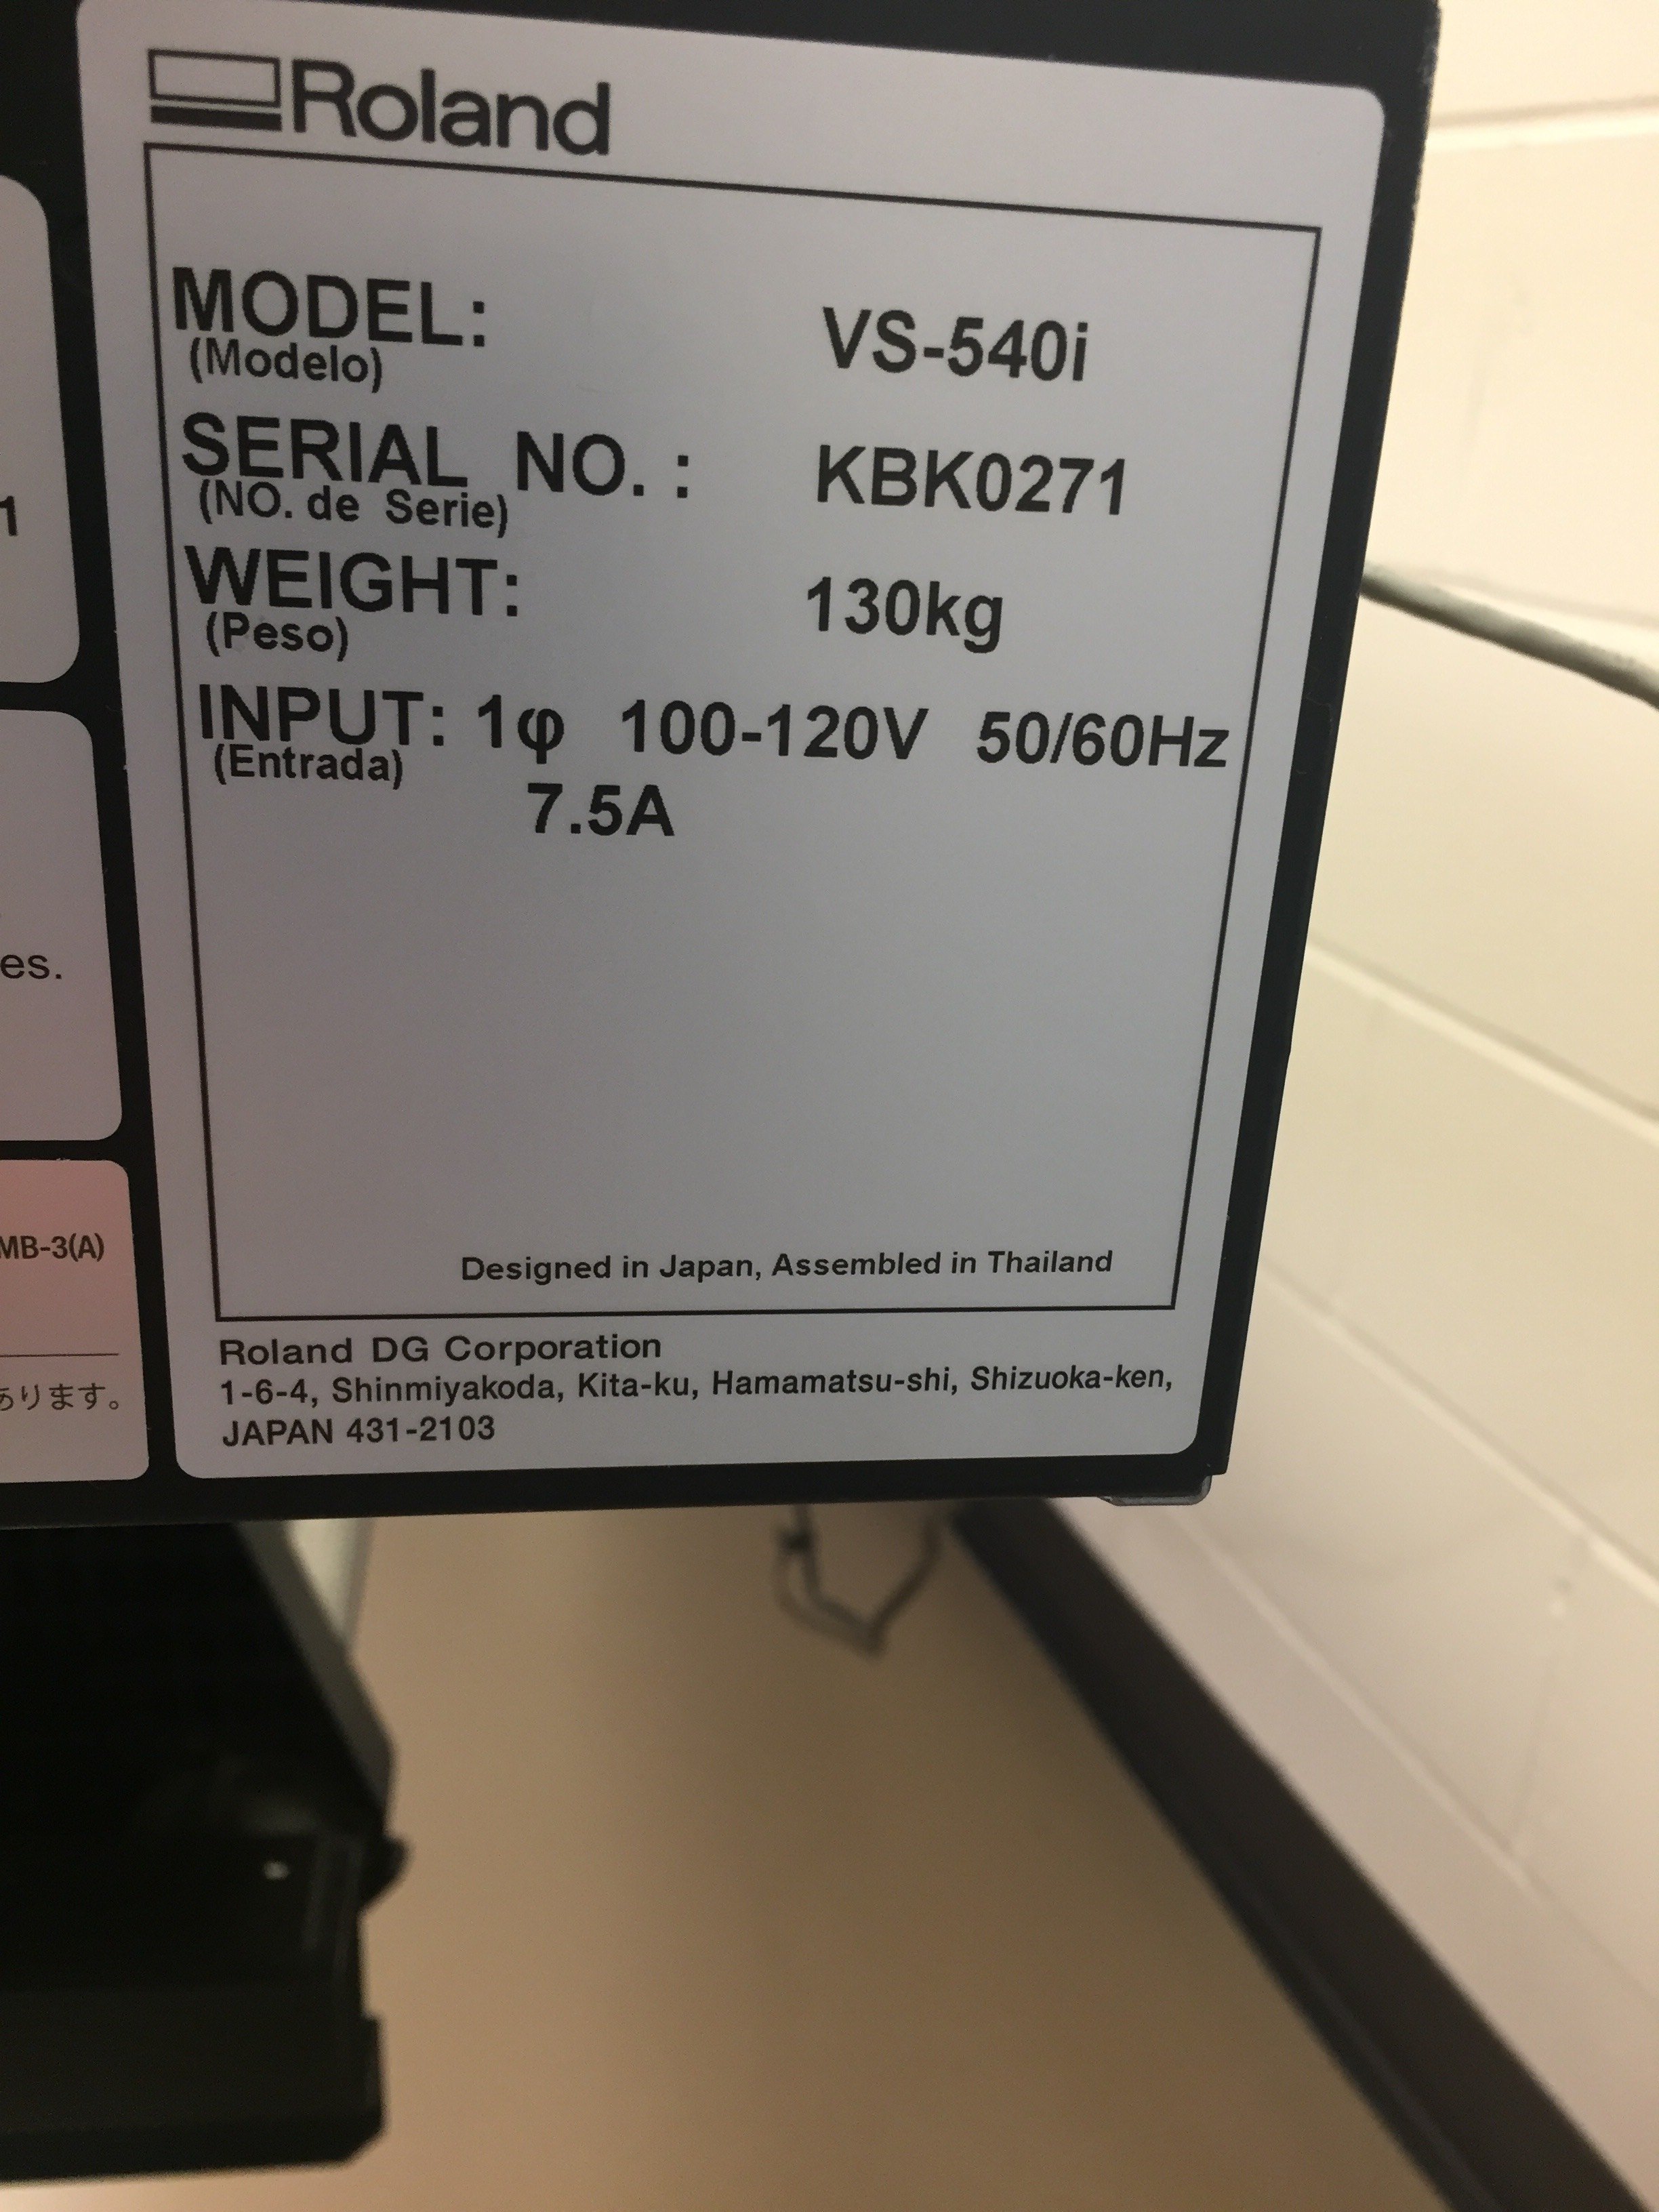 Roland
MODEL: VS-540i
(Modelo)
SERIAL NO. : KBK0271
(NO. de Serie)
WEIGHT: 130kg
(Peso)
INPUT: 1φ 100-120V 50/60Hz
(Entrada)
7.5A
Designed in Japan, Assembled in Thailand
Roland DG Corporation
1-6-4, Shinmiyakoda, Kita-ku, Hamamatsu-shi, Shizuoka-ken,
JAPAN 431-2103
1
es.
MB-3(A)
あります。